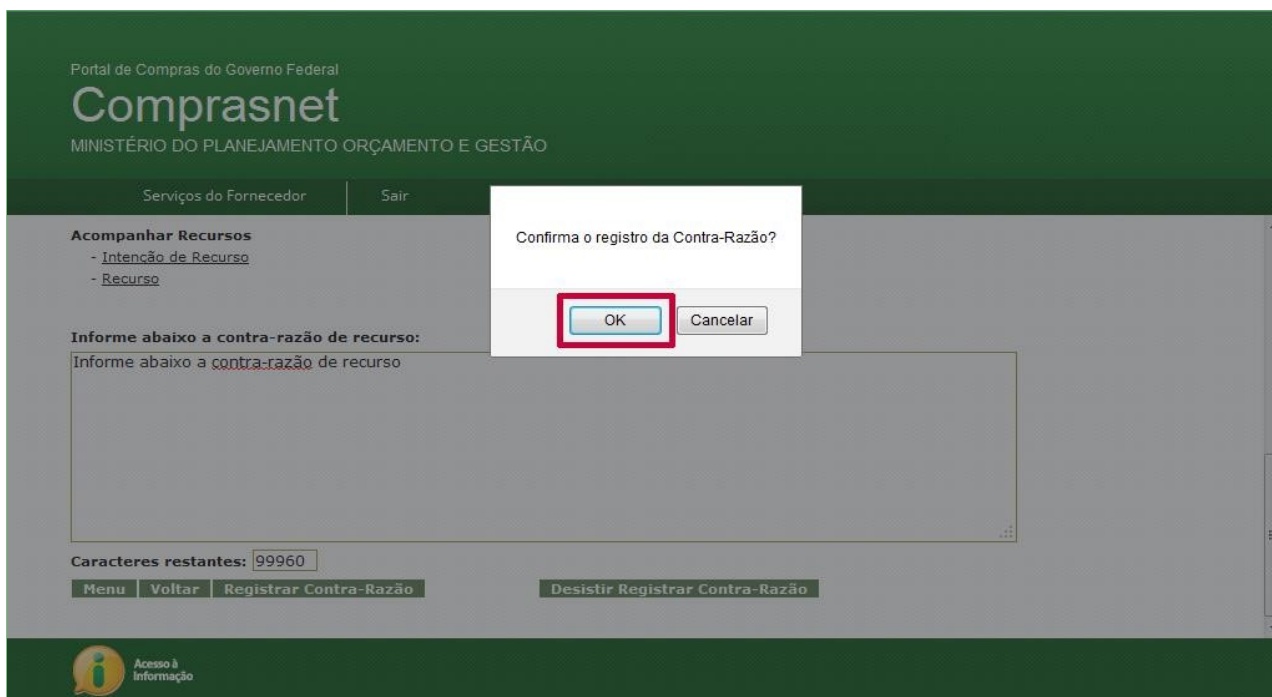 Portal de Compras do Governo Federal
Comprasnet
MINISTÉRIO DO PLANEJAMENTO ORÇAMENTO E GESTÃO
Serviços do Fornecedor Sair
Acompanhar Recursos
- Intenção de Recurso
- Recurso
Confirma o registro da Contra-Razão?
OK Cancelar
Informe abaixo a contra-razão de recurso:
Informe abaixo a contra-razão de recurso
Caracteres restantes: 99960
Menu Voltar Registrar Contra-Razão Desistir Registrar Contra-Razão
Acesso à
Informação